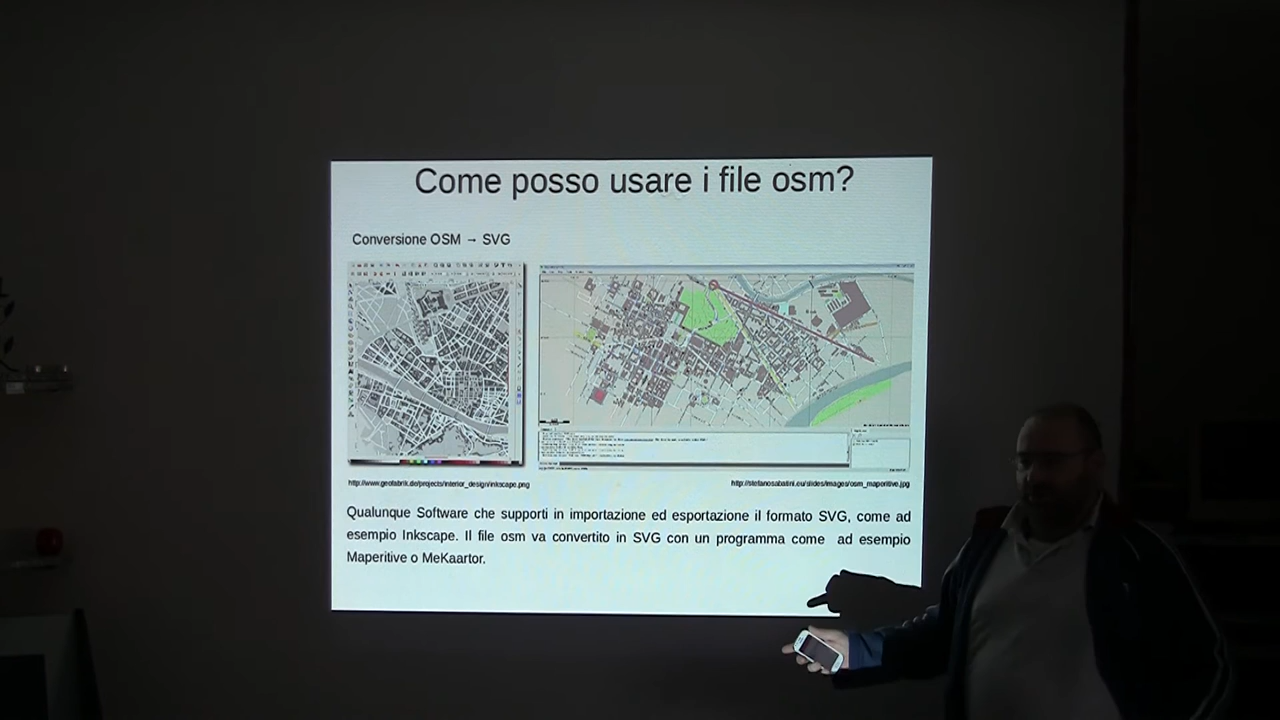 Come posso usare i file osm?
Conversione OSM → SVG
http://www.geofabrik.de/projects/interior_design/inkscape.png
http://stefanosabatini.eu/slides/images/osm_maperitive.jpg
Qualunque Software che supporti in importazione ed esportazione il formato SVG, come ad
esempio Inkscape. Il file osm va convertito in SVG con un programma come ad esempio
Maperitive o MeKaartor.